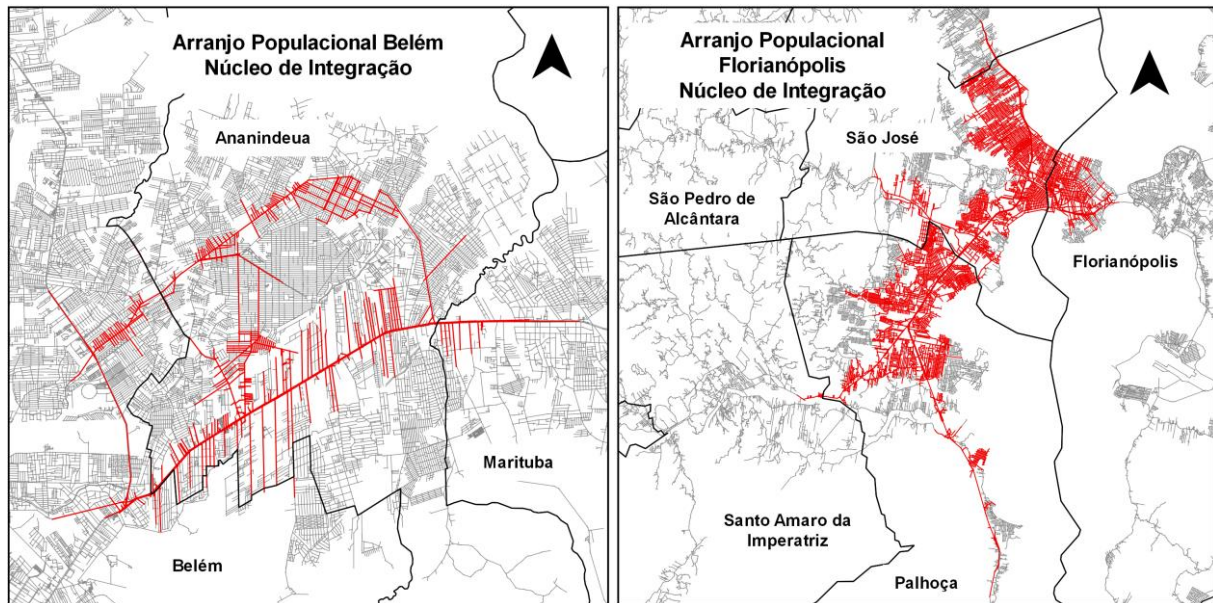 Arranjo Populacional Belém
Núcleo de Integração
Ananindeua
Marituba
Belém
Arranjo Populacional
Florianópolis
Núcleo de Integração
São José
São Pedro de
Alcântara
Florianópolis
Santo Amaro da
Imperatriz
Palhoça